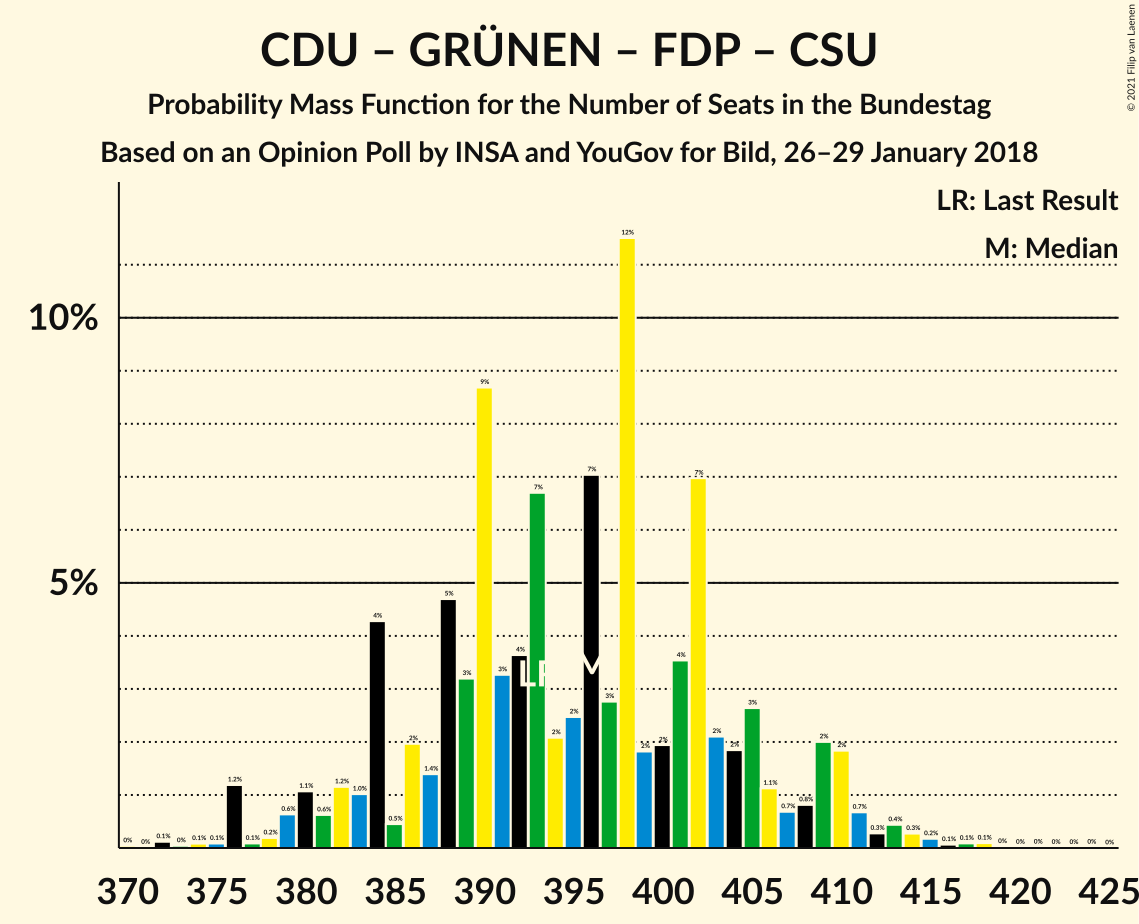 CDU – GRÜNEN – FDP – CSU
Probability Mass Function for the Number of Seats in the Bundestag
Based on an Opinion Poll by INSA and YouGov for Bild, 26–29 January 2018
© 2021 Filip van Laenen
LR: Last Result
M: Median
10%
5%
0% 0% 0.1% 0% 0.1% 0.1% 1.2% 0.1% 0.2% 0.6% 1.1% 0.6% 1.2% 1.0% 4% 0.5% 2% 1.4% 5% 3% 9% 3% 4% 7% 2% 2% 7% 3% 12% 2% 2% 4% 7% 2% 2% 3% 1.1% 0.7% 0.8% 2% 2% 0.7% 0.3% 0.4% 0.3% 0.2% 0.1% 0.1% 0.1% 0% 0% 0% 0% 0% 0% 0%
LR M
370 375 380 385 390 395 400 405 410 415 420 425